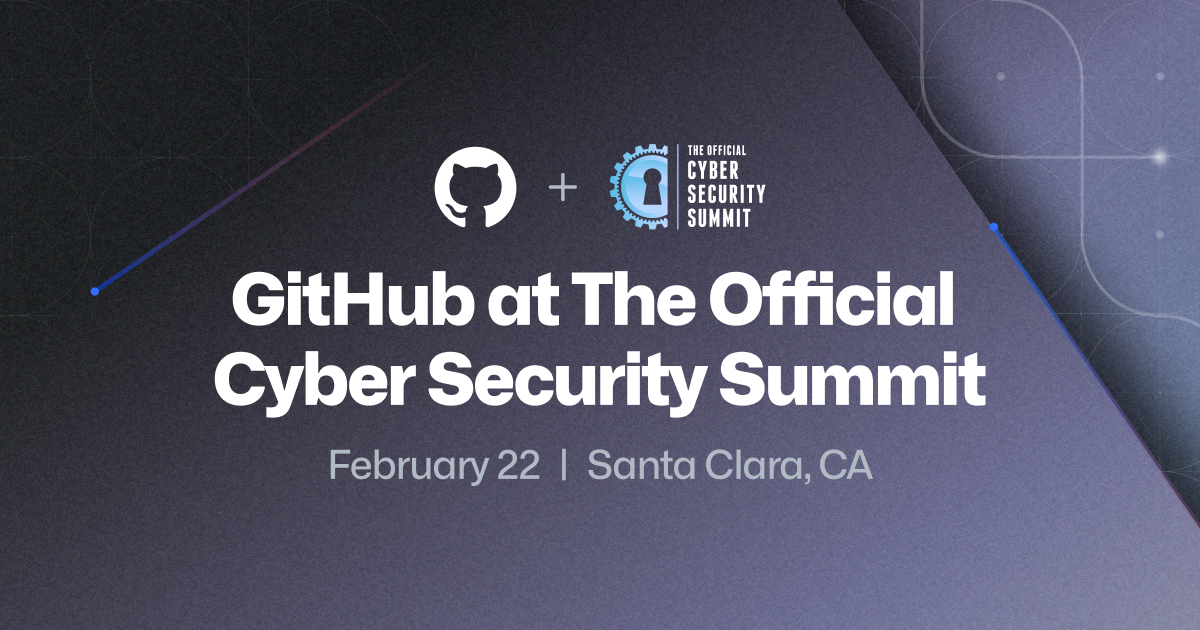 THE OFFICIAL
CYBER
SECURITY
SUMMIT
GitHub at The Official
Cyber Security Summit
February 22 | Santa Clara, CA